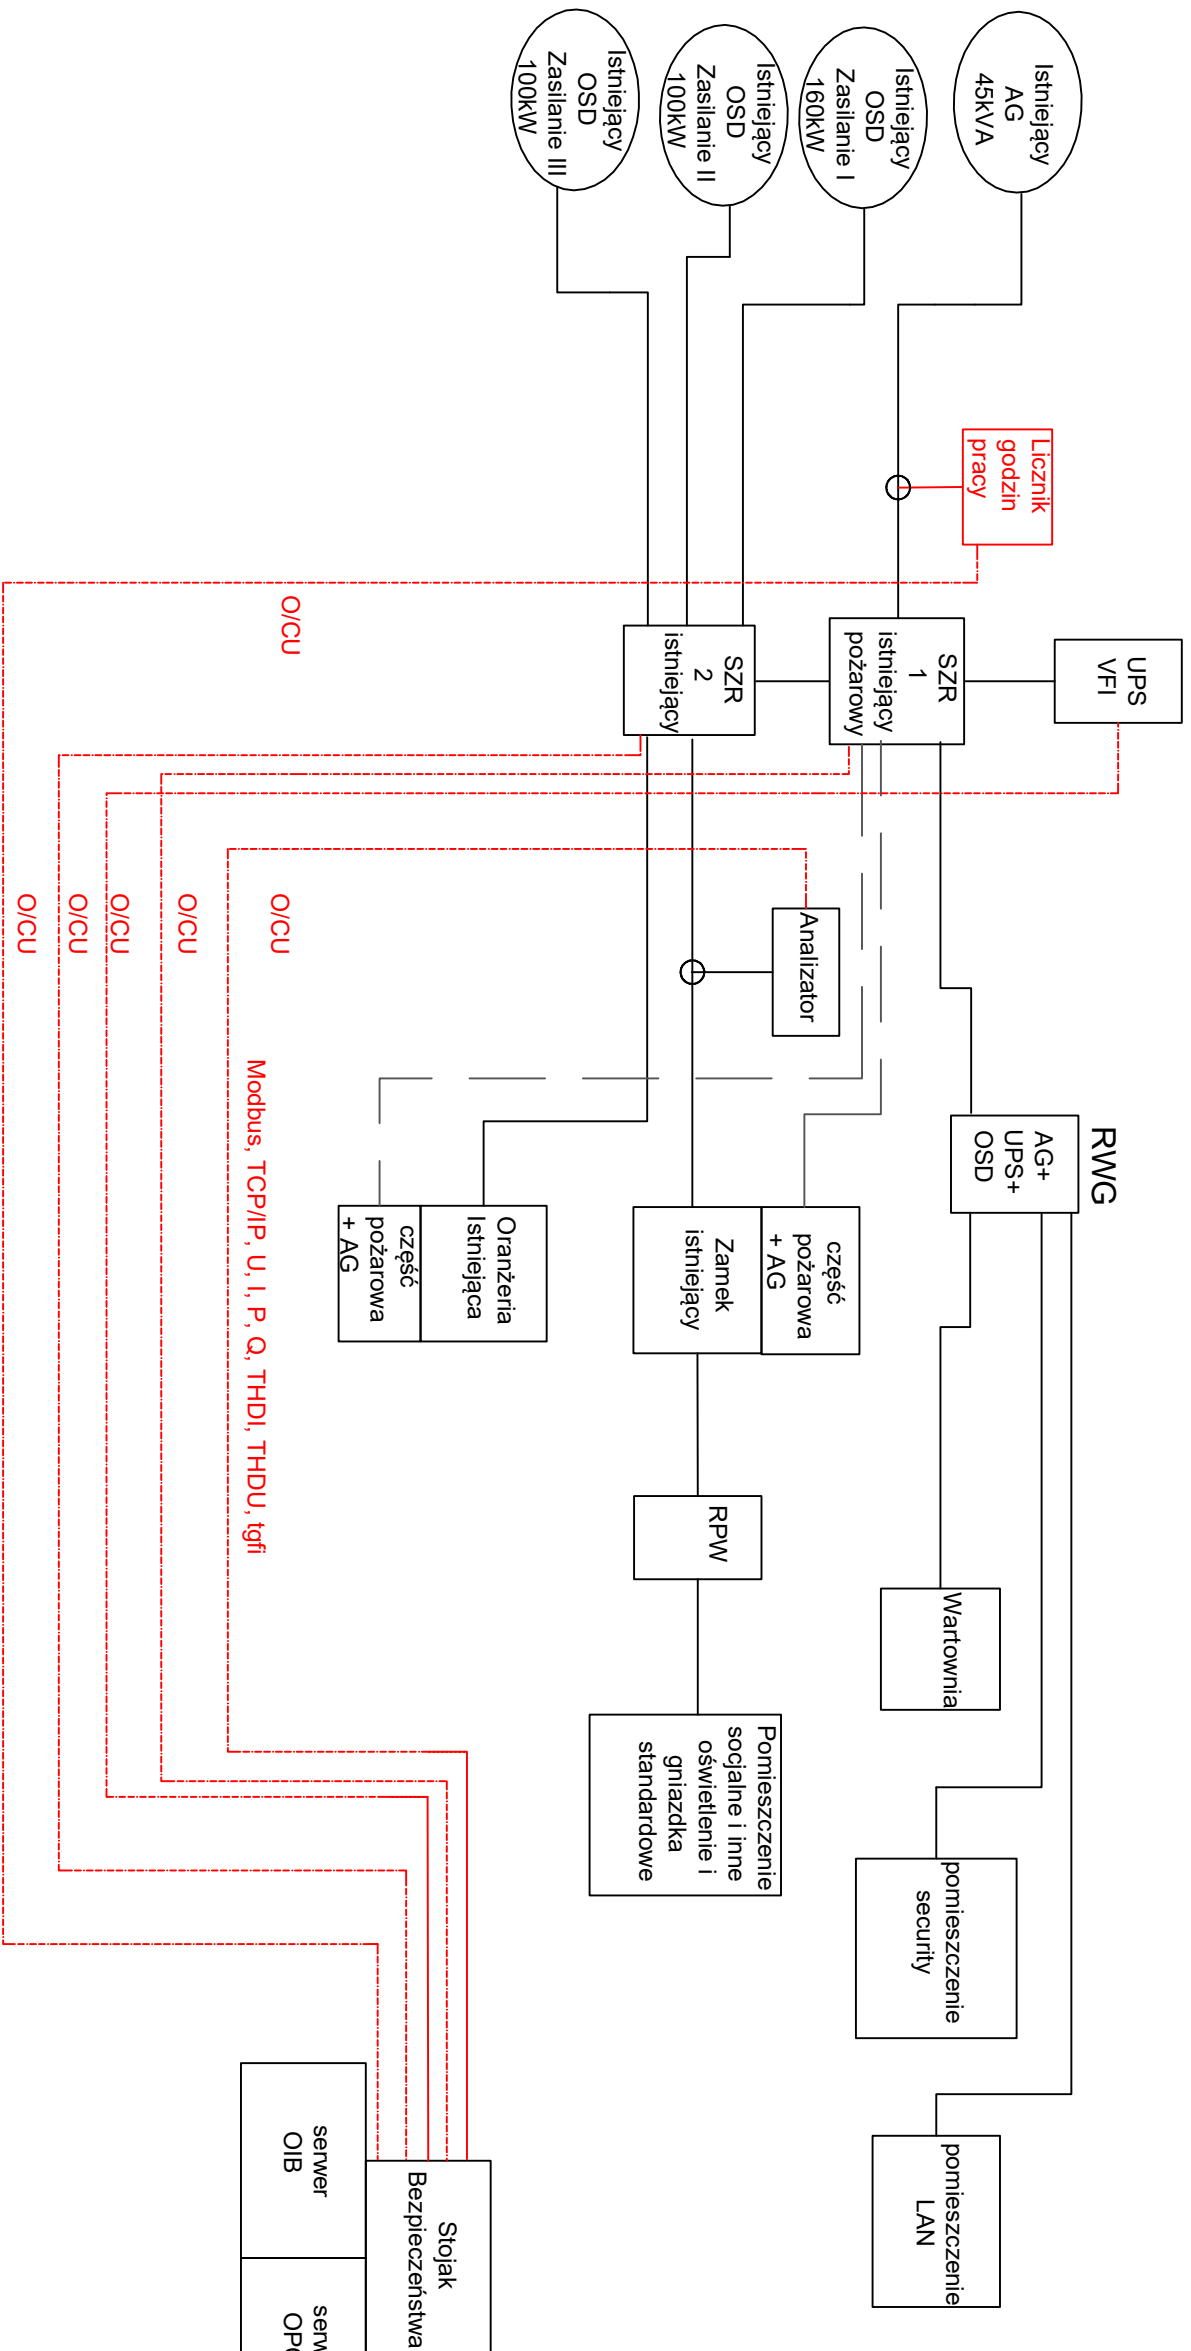 Istniejący
AG
45kVA
Istniejący
OSD
Zasilanie I
160kW
Istniejący
OSD
Zasilanie II
100kW
Istniejący
OSD
Zasilanie III
100kW
Licznik
godzin
pracy
UPS
VFI
SZR
1
istniejący
pożarowy
SZR
2
istniejący
O/CU
Analizator
O/CU
O/CU
O/CU
O/CU
O/CU
Modbus, TCP/IP, U, I, P, Q, THDI, THDU, tgfi
RWG
AG+
UPS+
OSD
część
pożarowa
+ AG
Zamek
istniejący
Oranżeria
Istniejąca
część
pożarowa
+ AG
RPW
Wartownia
Pomieszczenie
socjalne i inne
oświetlenie i
gniazdka
standardowe
pomieszczenie
security
pomieszczenie
LAN
Stojak
Bezpieczeństwa
serwer
OIB